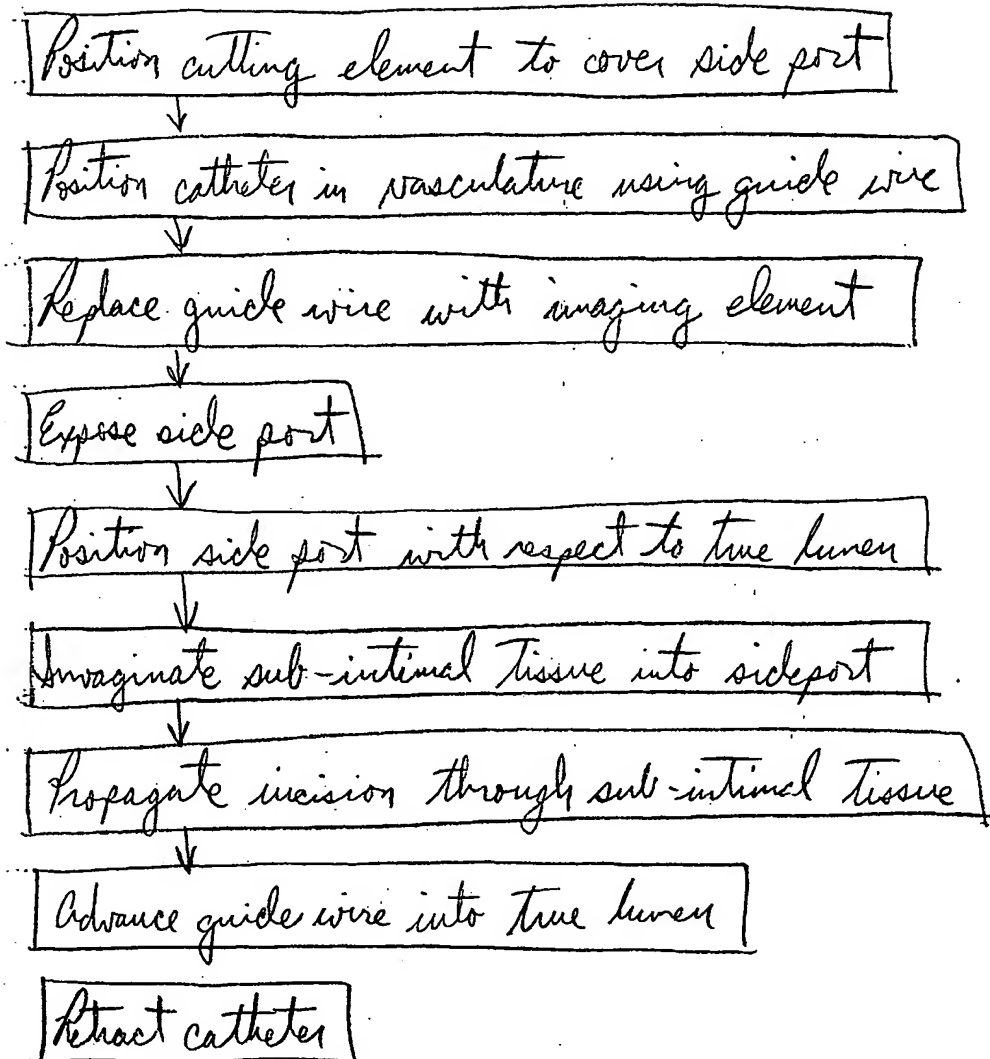 Position cutting element to cover side port
Position catheter in vasculature using guide wire
Replace guide wire with imaging element
Expose side port
Position side port with respect to true lumen
Invaginate sub-intimal tissue into sideport
Propagate incision through sub-intimal tissue
Advance guide wire into true lumen
Retract catheter